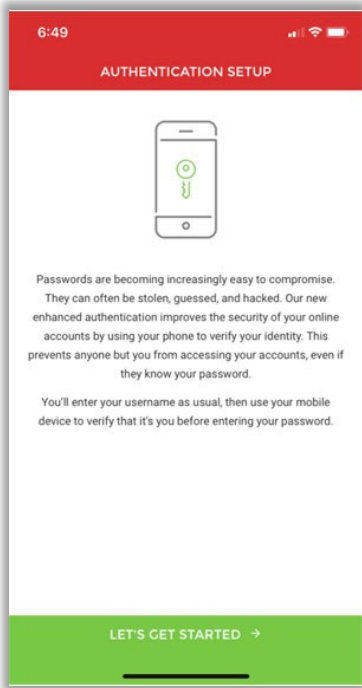 6:49
AUTHENTICATION SETUP
Passwords are becoming increasingly easy to compromise.
They can often be stolen, guessed, and hacked. Our new
enhanced authentication improves the security of your online
accounts by using your phone to verify your identity. This
prevents anyone but you from accessing your accounts, even if
they know your password.
You'll enter your username as usual, then use your mobile
device to verify that it's you before entering your password.
LET'S GET STARTED →